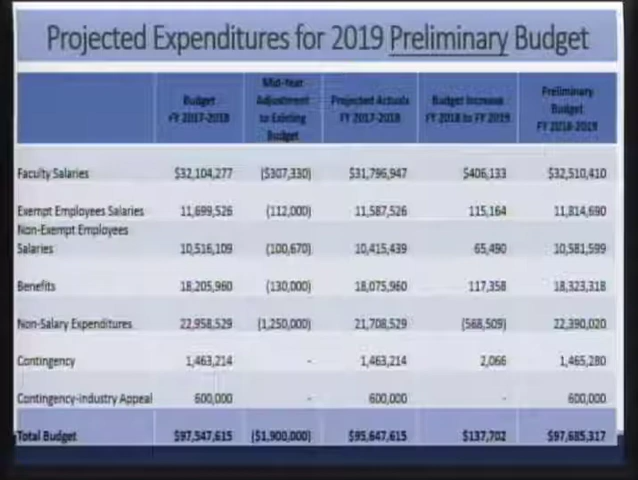 Projected Expenditures for 2019 Preliminary Budget
Budget FY 2017-2018 Mid-Year Adjustment to Existing Budget Projected Actuals FY 2017-2018 Budget Increase FY 2018 to FY 2019 Preliminary Budget FY 2018-2019
Faculty Salaries $32,104,277 ($307,330) $31,796,947 $406,133 $32,510,410
Exempt Employees Salaries 11,699,526 (112,000) 11,587,526 115,164 11,814,690
Non-Exempt Employees
Salaries 10,516,109 (100,670) 10,415,439 65,490 10,581,599
Benefits 18,205,960 (130,000) 18,075,960 117,358 18,323,318
Non-Salary Expenditures 22,958,529 (1,250,000) 21,708,529 (568,509) 22,390,020
Contingency 1,463,214 - 1,463,214 2,066 1,465,280
Contingency-Industry Appeal 600,000 - 600,000 - 600,000
Total Budget $97,547,615 ($1,900,000) $95,647,615 $137,702 $97,685,317